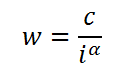 w = c / i^α